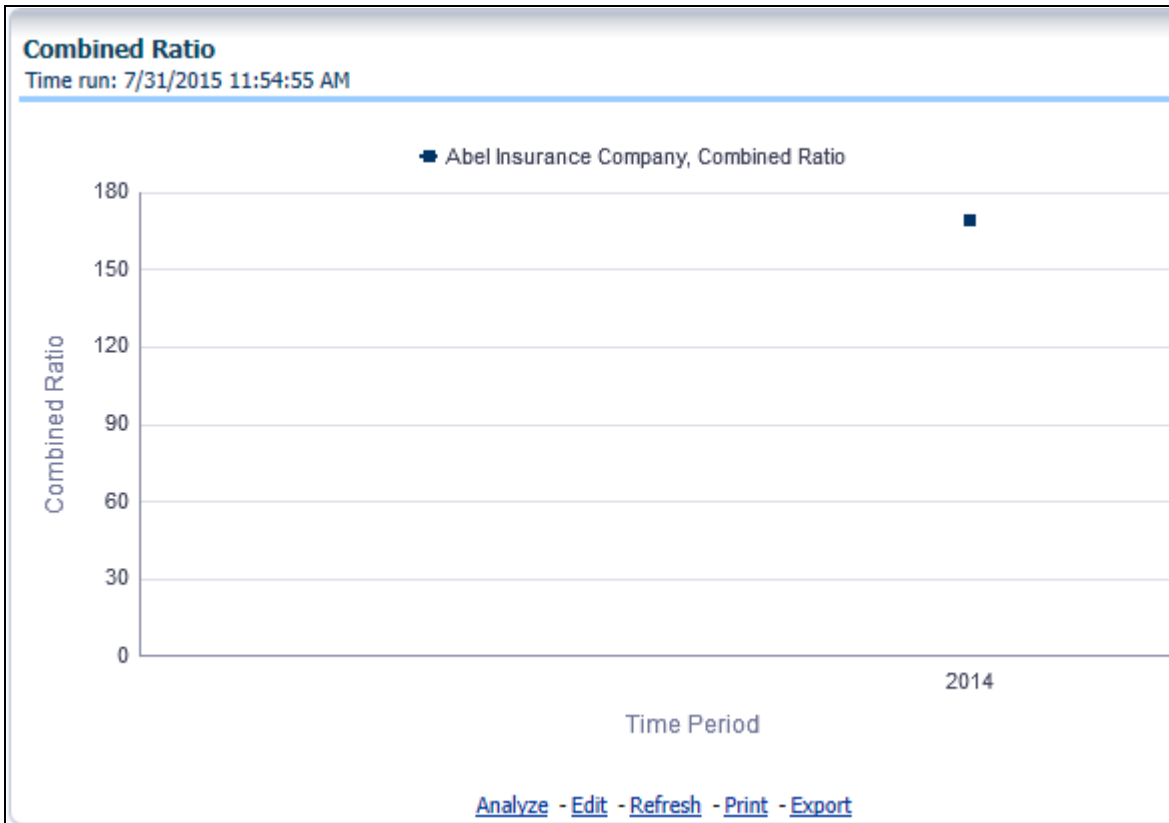 Combined Ratio
Time run: 7/31/2015 11:54:55 AM
Abel Insurance Company, Combined Ratio
180
150
120
90
60
30
0
Combined Ratio
2014
Time Period
Analyze - Edit - Refresh - Print - Export